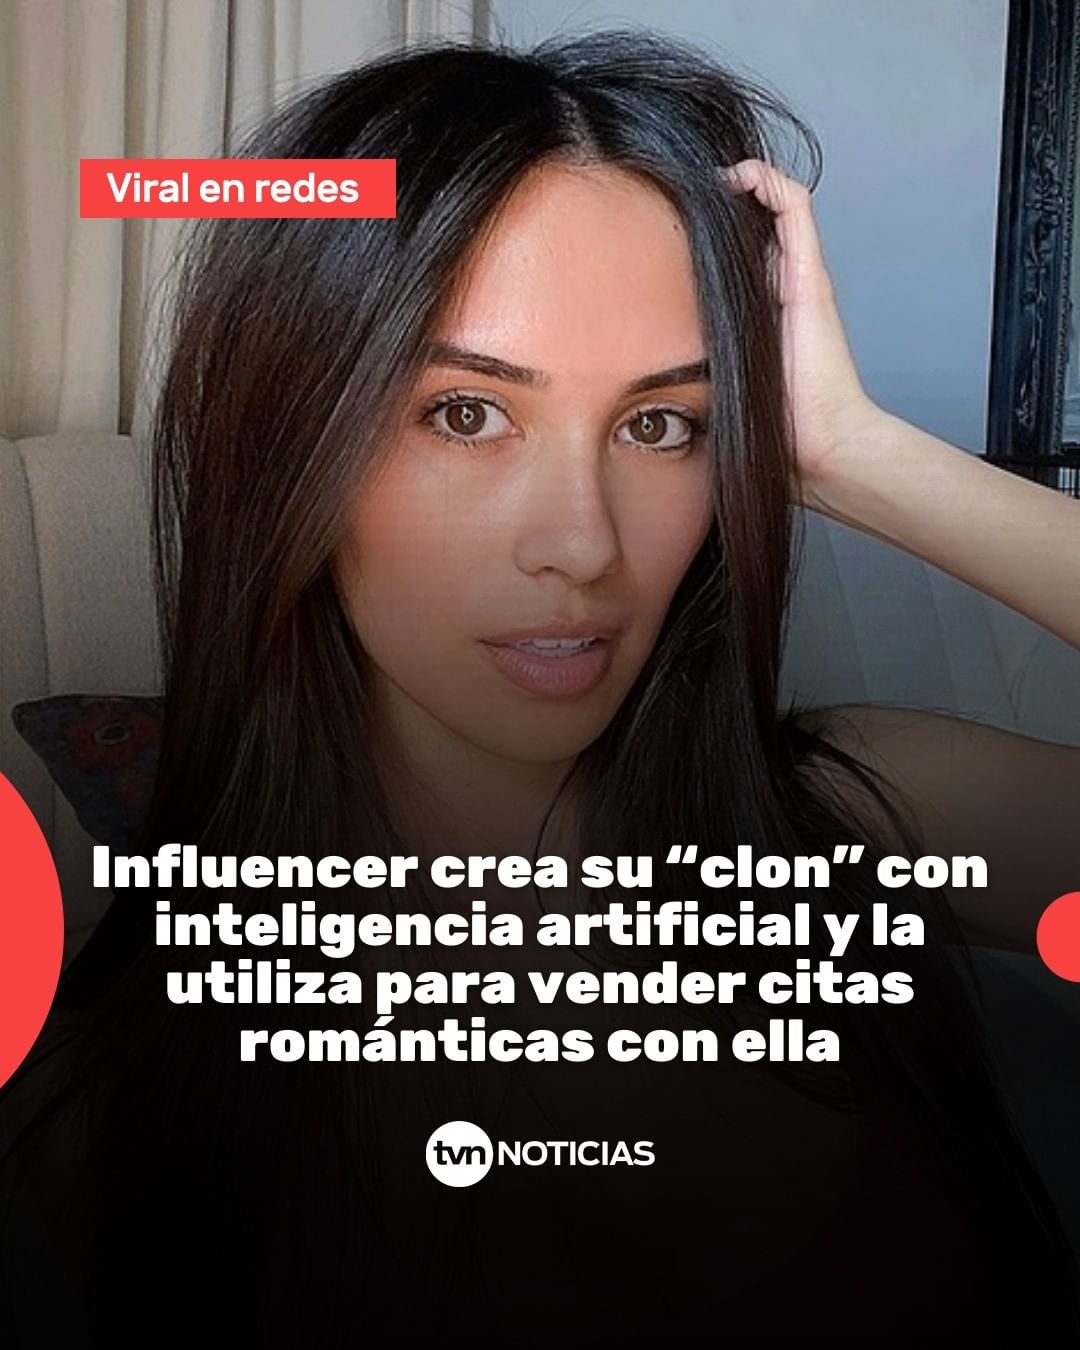 Viral en redes
Influencer crea su “clon” con
inteligencia artificial y la
utiliza para vender citas
románticas con ella
tvn NOTICIAS